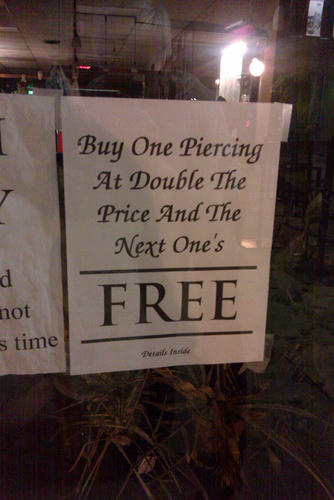 Buy One Piercing
At Double The
Price And The
Next One's
FREE
Details Inside
Y
d
not
s time